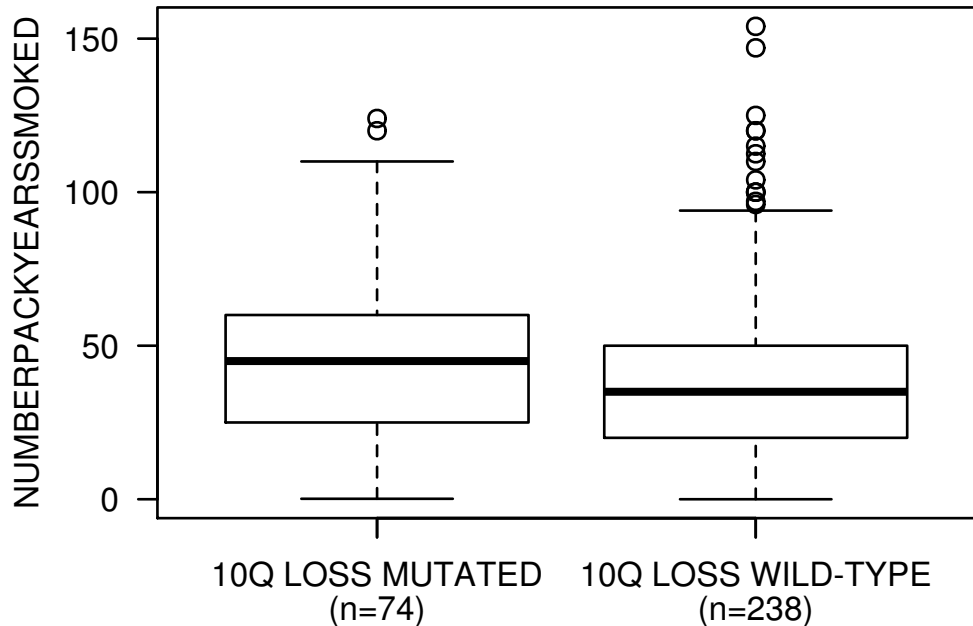 NUMBERPACKYEARSSMOKED
150
100
50
0
10Q LOSS MUTATED
(n=74)
10Q LOSS WILD-TYPE
(n=238)